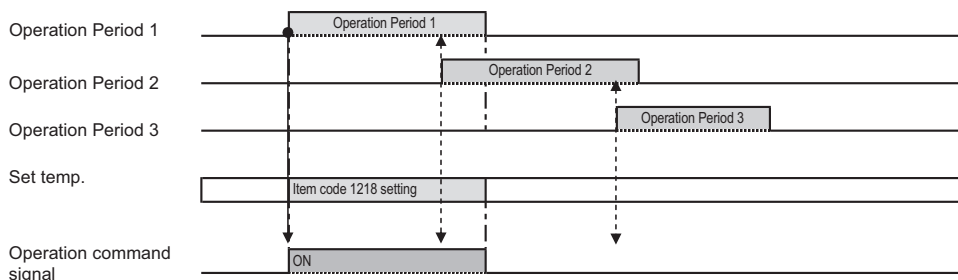 Operation Period 1
Operation Period 1
Operation Period 2
Operation Period 2
Operation Period 3
Operation Period 3
Set temp.
Item code 1218 setting
Operation command
signal
ON